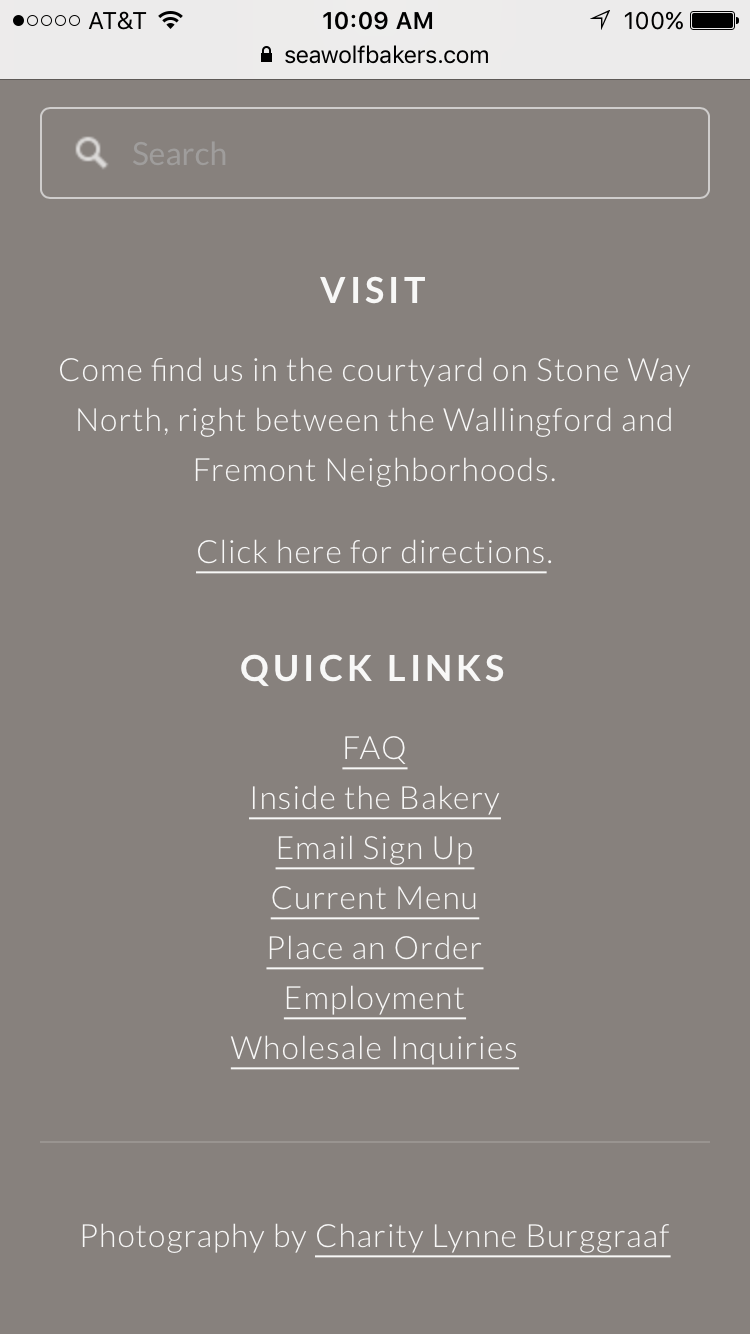 AT&T 10:09 AM 100%
seawolfbakers.com
Search
VISIT
Come find us in the courtyard on Stone Way
North, right between the Wallingford and
Fremont Neighborhoods.
Click here for directions.
QUICK LINKS
FAQ
Inside the Bakery
Email Sign Up
Current Menu
Place an Order
Employment
Wholesale Inquiries
Photography by Charity Lynne Burggraaf